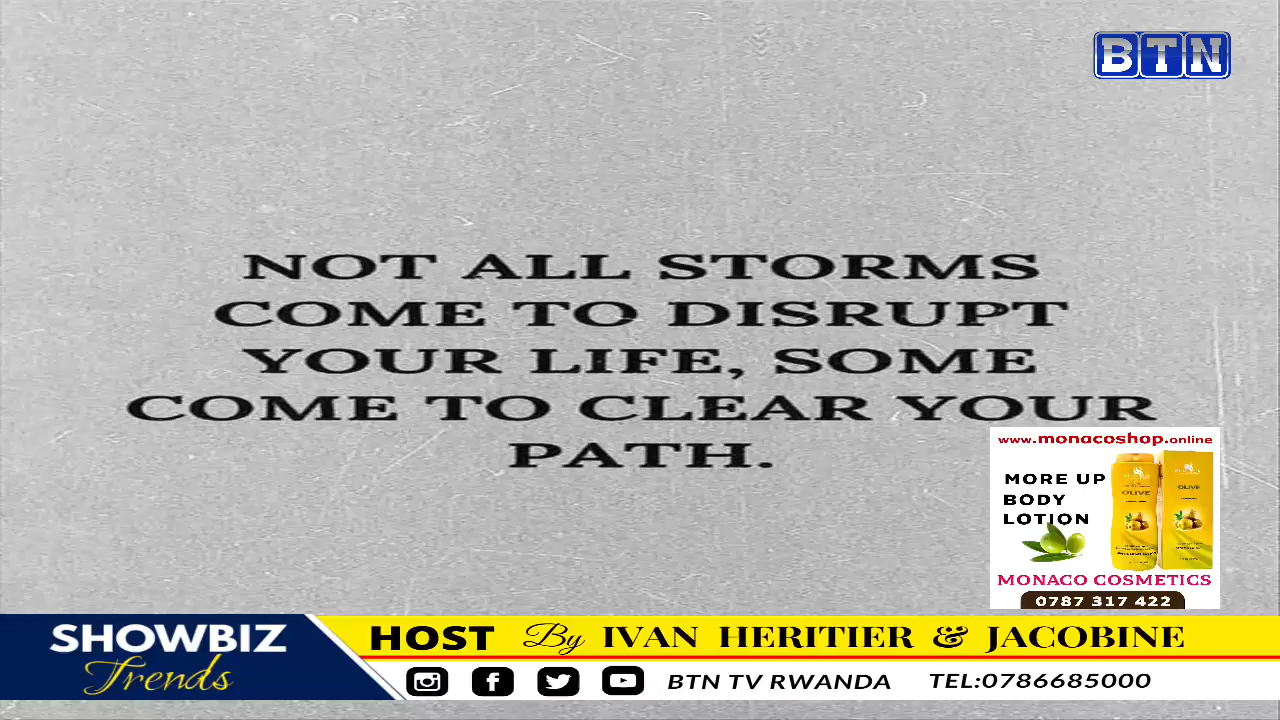 BTN
NOT ALL STORMS
COME TO DISRUPT
YOUR LIFE, SOME
COME TO CLEAR YOUR
PATH.
www.monacoshop.online
MORE UP
BODY
LOTION
OLIVE
OLIVE
MONACO COSMETICS
0787 317 422
SHOWBIZ
Trends
HOST By IVAN HERITIER & JACOBINE
BTN TV RWANDA TEL:0786685000